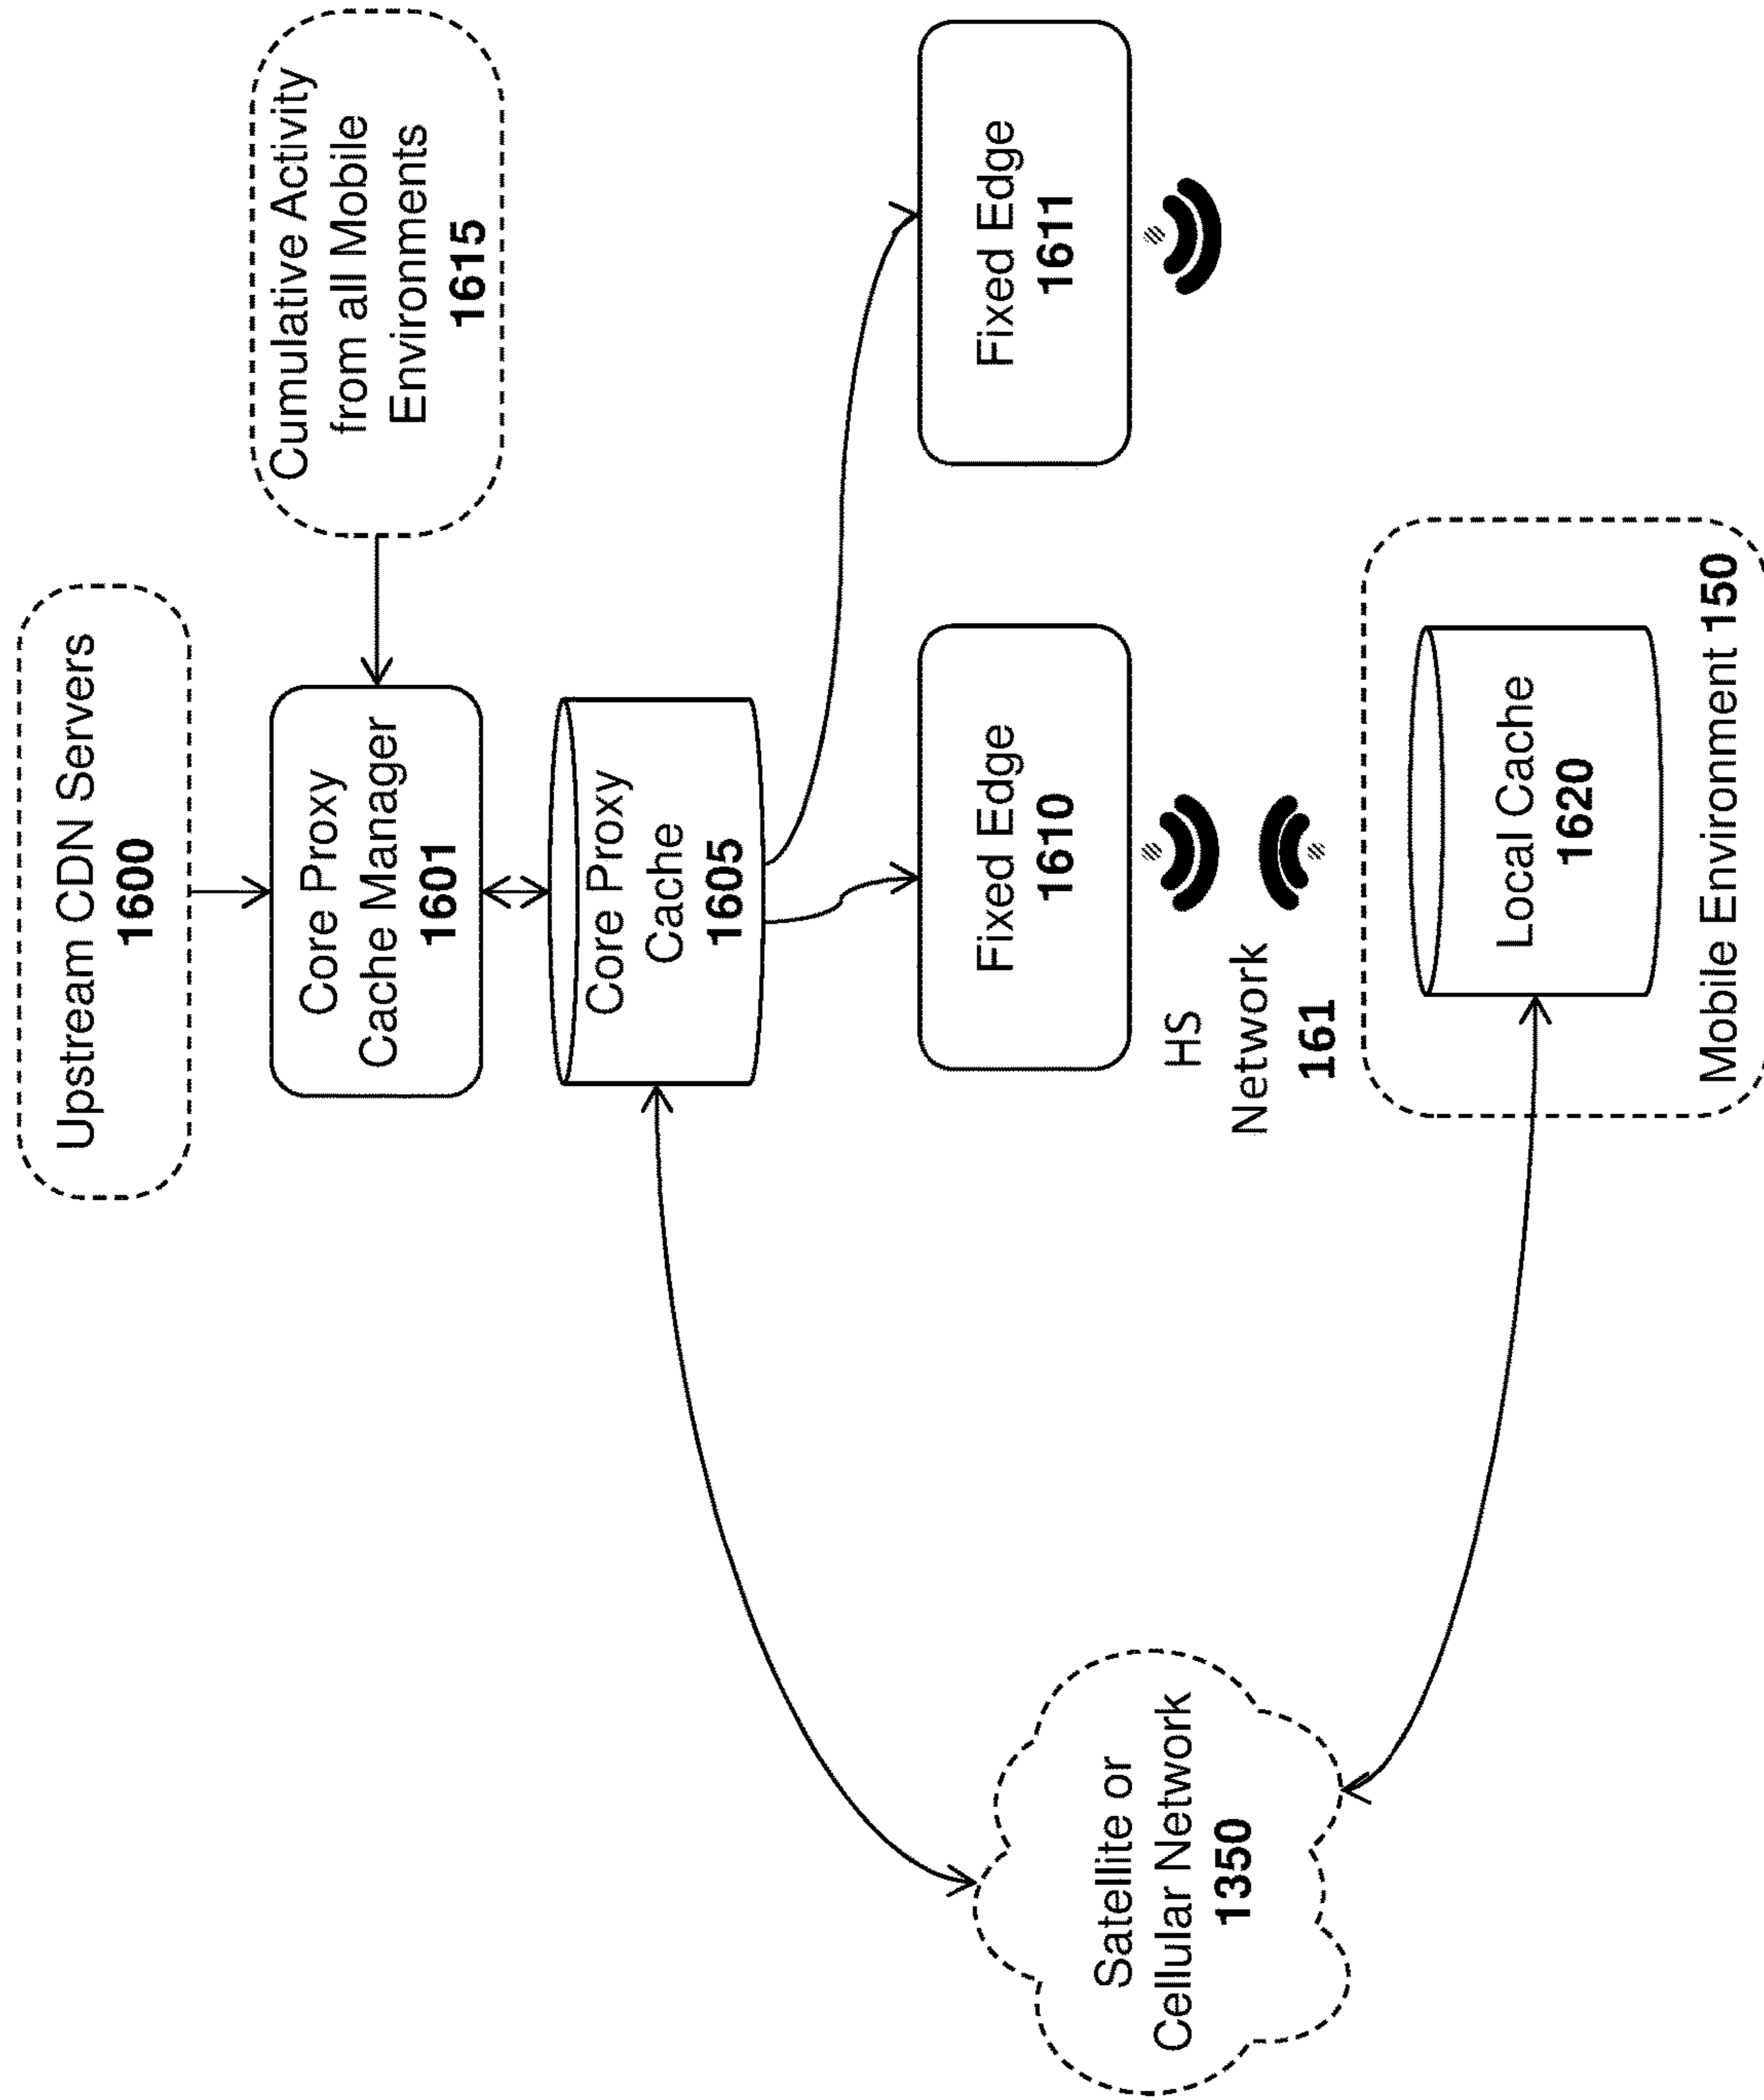 Upstream CDN Servers
1600
Core Proxy
Cache Manager
1601
Cumulative Activity
from all Mobile
Environments
1615
Core Proxy
Cache
1605
Fixed Edge
1610
Fixed Edge
1611
HS
Network
161
Satellite or
Cellular Network
1350
Local Cache
1620
Mobile Environment 150